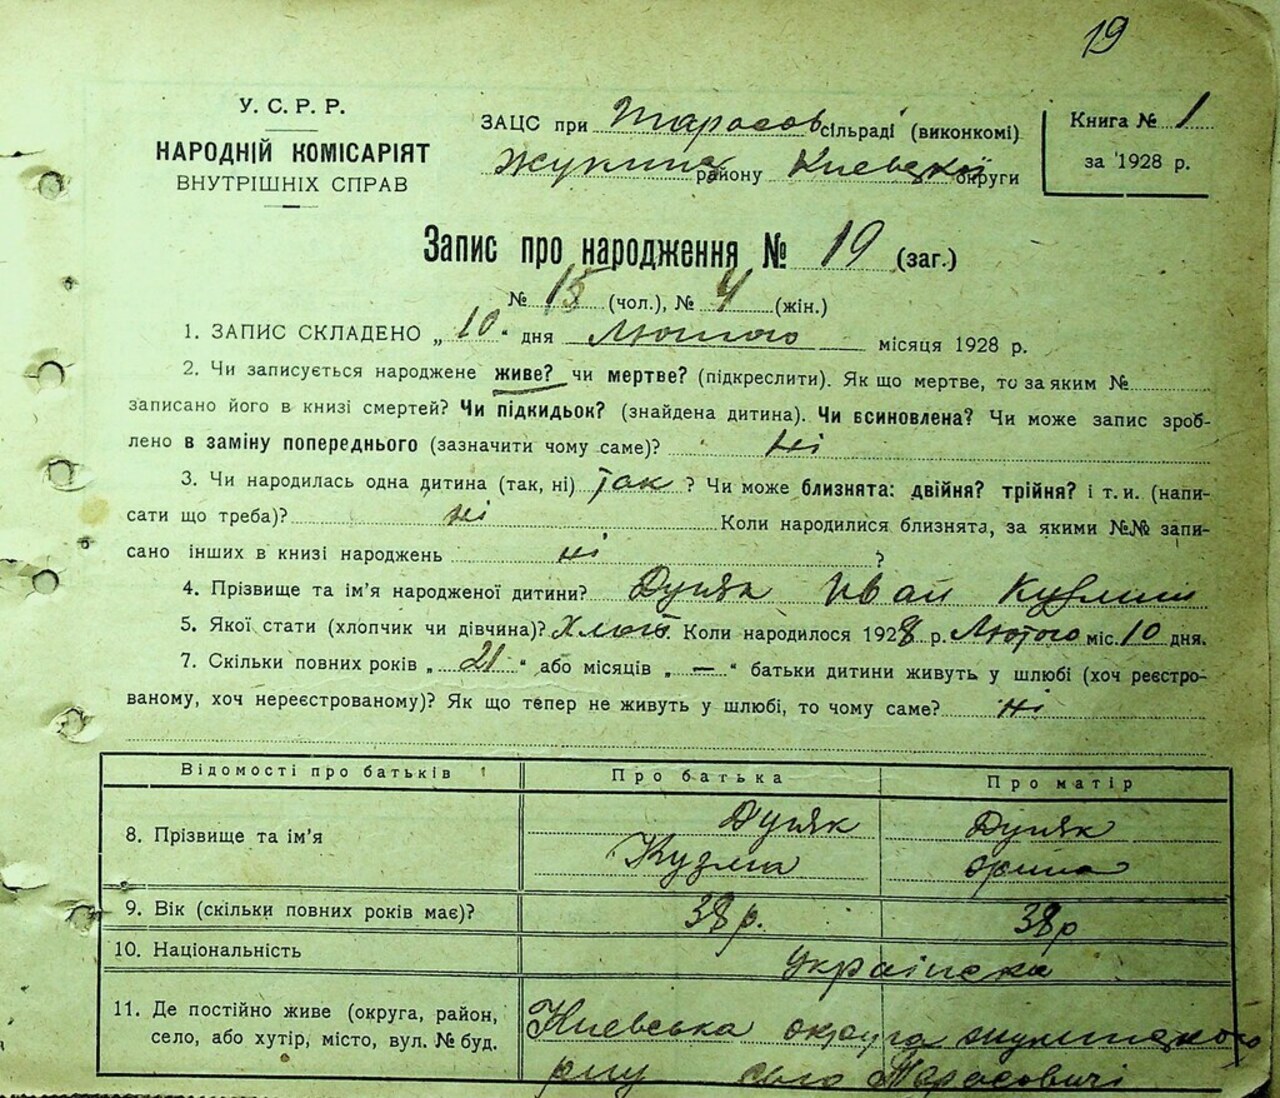 19
У. С. Р. Р.
НАРОДНІЙ КОМІСАРІЯТ
ВНУТРІШНІХ СПРАВ
ЗАЦС при Тарасов сільраді (виконкомі)
району Киевської округи
Книга № 1
за 1928 р.
Запис про народження № 19 (заг.)
№ 15 (чол.), № 4 (жін.)
1. ЗАПИС СКЛАДЕНО „ 10 “ дня Лютого місяця 1928 р.
2. Чи записується народжене живе? чи мертве? (підкреслити). Як що мертве, то за яким №
записано його в книзі смертей? Чи підкидьок? (знайдена дитина). Чи всиновлена? Чи може запис зроб-
лено в заміну попереднього (зазначити чому саме)? ні
3. Чи народилась одна дитина (так, ні) так ? Чи може близнята: двійня? трійня? і т. и. (напи-
сати що треба)? ні Коли народилися близнята, за якими №№ запи-
сано інших в книзі народжень ні ?
4. Прізвище та ім'я народженої дитини? Иван
5. Якої стати (хлопчик чи дівчина)? Хлоп. Коли народилося 1928 р. Лютого міс. 10 дня.
7. Скільки повних років „ 21 “ або місяців „ — “ батьки дитини живуть у шлюбі (хоч реєстро-
ваному, хоч нереєстрованому)? Як що тепер не живуть у шлюбі, то чому саме? ні
Відомості про батьків Про батька Про матір
8. Прізвище та ім'я
Кузма
9. Вік (скільки повних років має)? 38 р. 38 р
10. Національність Українска
11. Де постійно живе (округа, район,
село, або хутір, місто, вул. № буд.
Киевська округа
село Тарасовичі